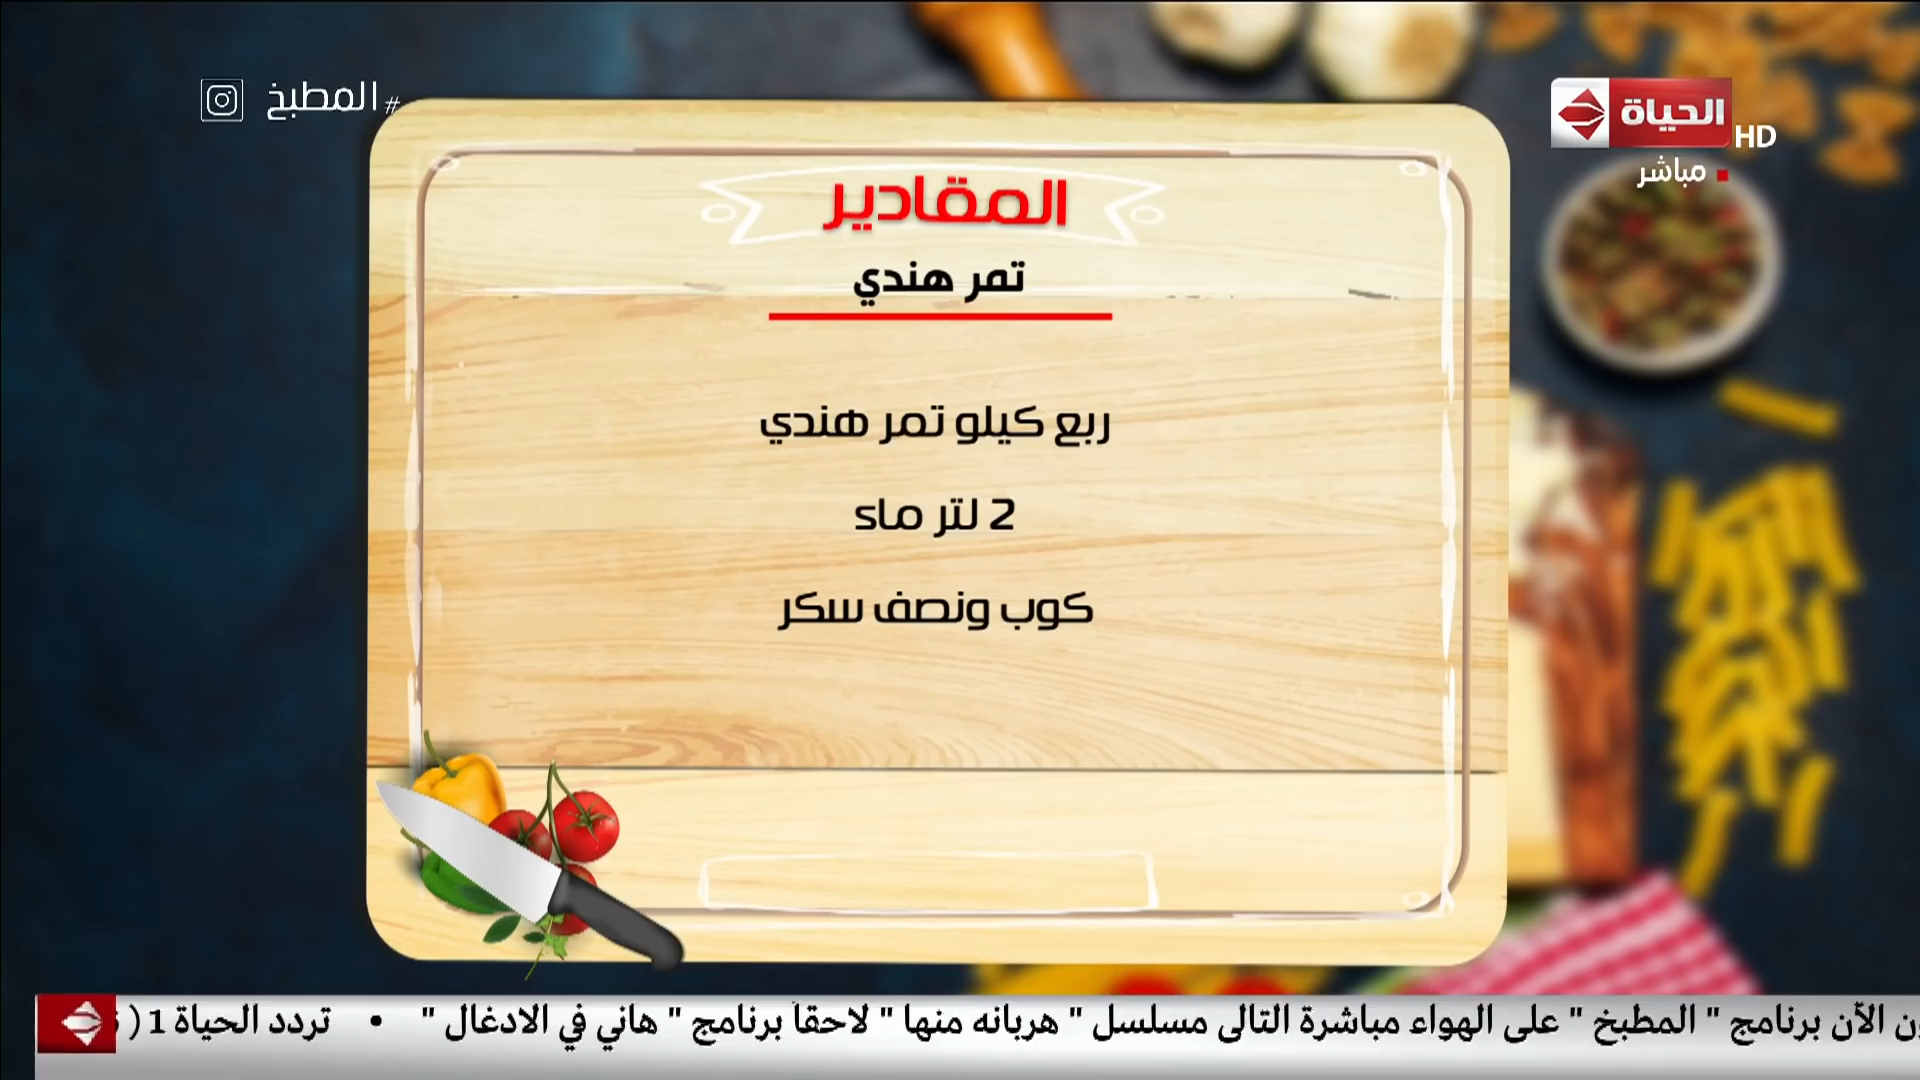 #المطبخ
الحياة
HD
مباشر
المقادير
تمر هندي
ربع كيلو تمر هندي
2 لتر ماء
كوب ونصف سكر
الآن برنامج " المطبخ " على الهواء مباشرة التالى مسلسل " هربانه منها " لاحقاً برنامج " هاني في الادغال " • تردد الحياة 1 (